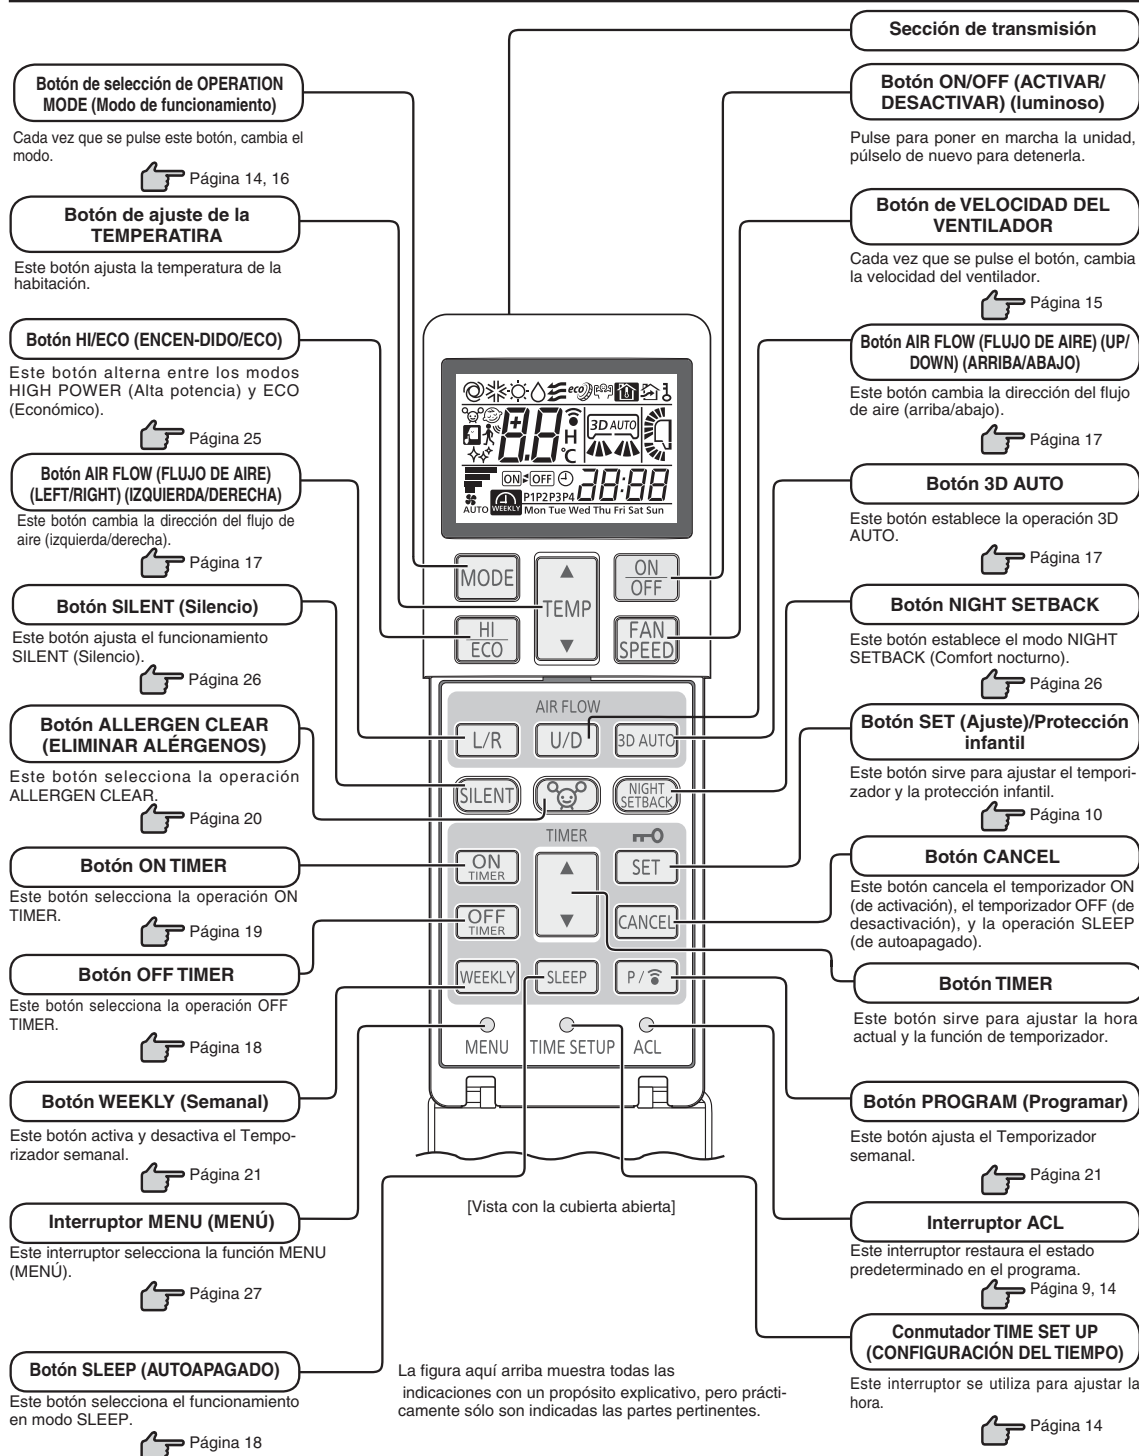 Sección de transmisión
Botón de selección de OPERATION
MODE (Modo de funcionamiento)
Cada vez que se pulse este botón, cambia el
modo.
Página 14, 16
Botón de ajuste de la
TEMPERATIRA
Este botón ajusta la temperatura de la
habitación.
Botón HI/ECO (ENCEN-DIDO/ECO)
Este botón alterna entre los modos
HIGH POWER (Alta potencia) y ECO
(Económico).
Página 25
Botón AIR FLOW (FLUJO DE AIRE)
(LEFT/RIGHT) (IZQUIERDA/DERECHA)
Este botón cambia la dirección del flujo de
aire (izquierda/derecha).
Página 17
Botón SILENT (Silencio)
Este botón ajusta el funcionamiento
SILENT (Silencio).
Página 26
Botón ALLERGEN CLEAR
(ELIMINAR ALÉRGENOS)
Este botón selecciona la operación
ALLERGEN CLEAR.
Página 20
Botón ON TIMER
Este botón selecciona la operación ON
TIMER.
Página 19
Botón OFF TIMER
Este botón selecciona la operación OFF
TIMER.
Página 18
Botón WEEKLY (Semanal)
Este botón activa y desactiva el Tempo-
rizador semanal.
Página 21
Interruptor MENU (MENÚ)
Este interruptor selecciona la función MENU
(MENÚ).
Página 27
Botón SLEEP (AUTOAPAGADO)
Este botón selecciona el funcionamiento
en modo SLEEP.
Página 18
eco
8.8
H
°C
3D AUTO
ON OFF
P1P2P3P4
28:88
AUTO WEEKLY Mon Tue Wed Thu Fri Sat Sun
MODE
TEMP
ON
OFF
HI
ECO
FAN
SPEED
AIR FLOW
L/R
U/D
3D AUTO
SILENT
NIGHT
SETBACK
TIMER
ON
TIMER
SET
OFF
TIMER
CANCEL
WEEKLY
SLEEP
P/
MENU
TIME SETUP
ACL
[Vista con la cubierta abierta]
La figura aquí arriba muestra todas las
indicaciones con un propósito explicativo, pero prácti-
camente sólo son indicadas las partes pertinentes.
Botón ON/OFF (ACTIVAR/
DESACTIVAR) (luminoso)
Pulse para poner en marcha la unidad,
púlselo de nuevo para detenerla.
Botón de VELOCIDAD DEL
VENTILADOR
Cada vez que se pulse el botón, cambia
la velocidad del ventilador.
Página 15
Botón AIR FLOW (FLUJO DE AIRE) (UP/
DOWN) (ARRIBA/ABAJO)
Este botón cambia la dirección del flujo
de aire (arriba/abajo).
Página 17
Botón 3D AUTO
Este botón establece la operación 3D
AUTO.
Página 17
Botón NIGHT SETBACK
Este botón establece el modo NIGHT
SETBACK (Comfort nocturno).
Página 26
Botón SET (Ajuste)/Protección
infantil
Este botón sirve para ajustar el tempori-
zador y la protección infantil.
Página 10
Botón CANCEL
Este botón cancela el temporizador ON
(de activación), el temporizador OFF (de
desactivación), y la operación SLEEP
(de autoapagado).
Botón TIMER
Este botón sirve para ajustar la hora
actual y la función de temporizador.
Botón PROGRAM (Programar)
Este botón ajusta el Temporizador
semanal.
Página 21
Interruptor ACL
Este interruptor restaura el estado
predeterminado en el programa.
Página 9, 14
Conmutador TIME SET UP
(CONFIGURACIÓN DEL TIEMPO)
Este interruptor se utiliza para ajustar la
hora.
Página 14